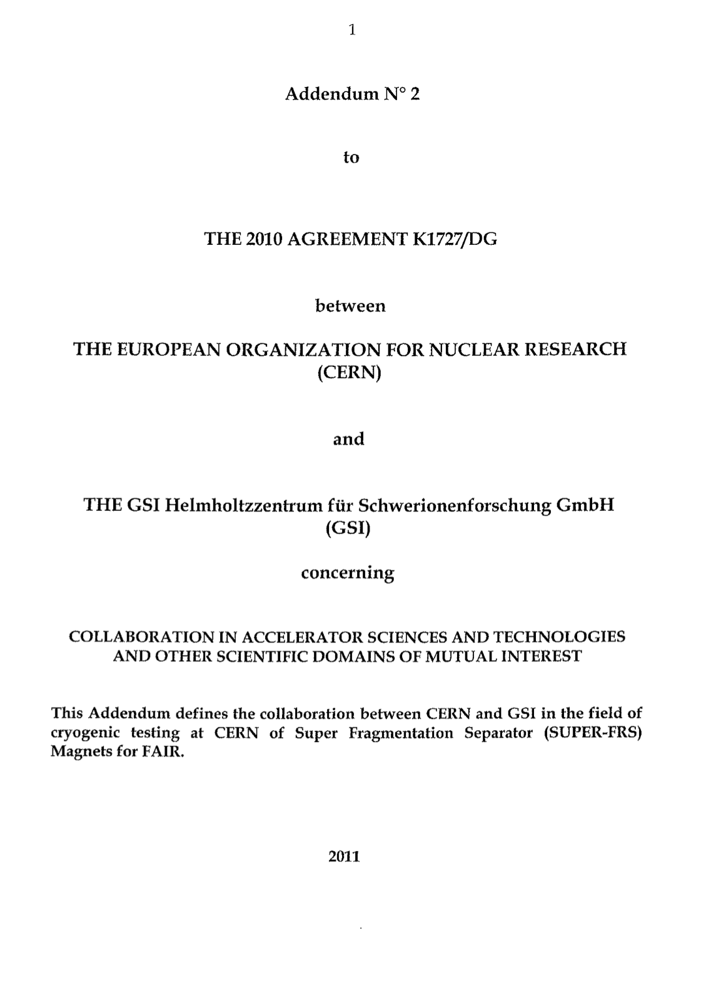 1
Addendum N° 2
to
THE 2010 AGREEMENT K1727/DG
between
THE EUROPEAN ORGANIZATION FOR NUCLEAR RESEARCH
(CERN)
and
THE GSI Helmholtzzentrum für Schwerionenforschung GmbH
(GSI)
concerning
COLLABORATION IN ACCELERATOR SCIENCES AND TECHNOLOGIES
AND OTHER SCIENTIFIC DOMAINS OF MUTUAL INTEREST
This Addendum defines the collaboration between CERN and GSI in the field of
cryogenic testing at CERN of Super Fragmentation Separator (SUPER-FRS)
Magnets for FAIR.
2011